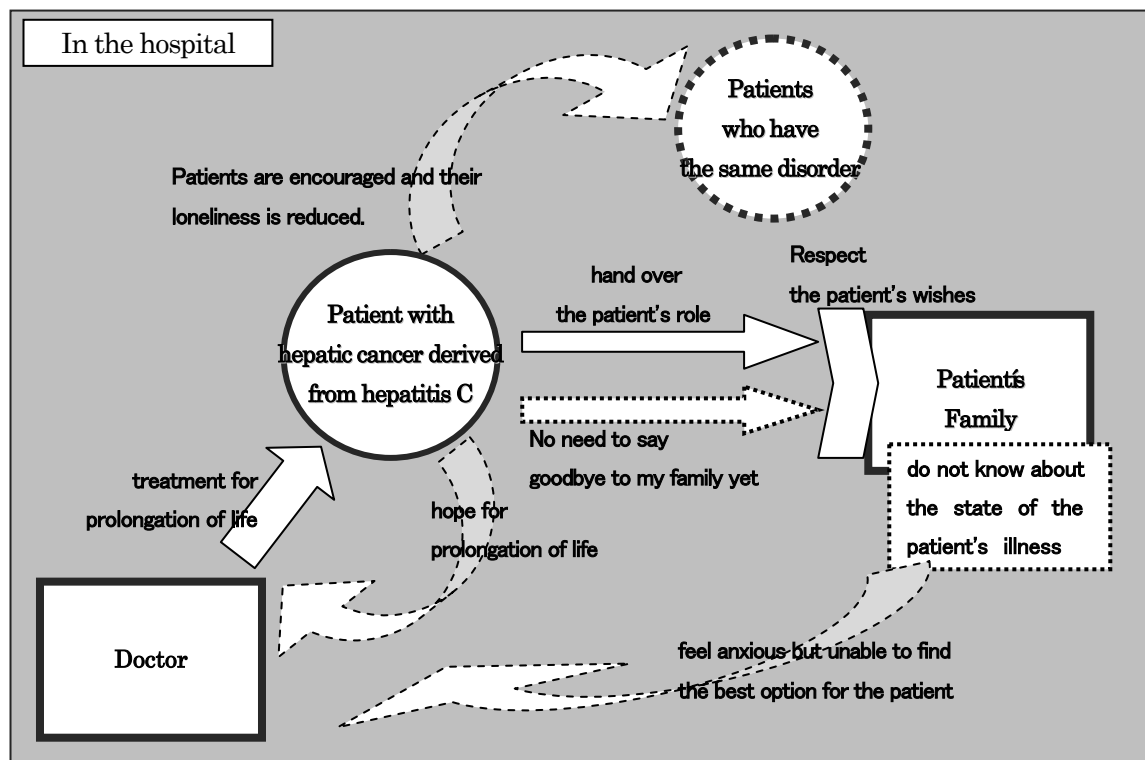 In the hospital
Patients
who have
the same disorder
Patients are encouraged and their
loneliness is reduced.
Respect
the patient's wishes
hand over
the patient's role
Patient with
hepatic cancer derived
from hepatitis C
Patientís
Family
No need to say
goodbye to my family yet
do not know about
the state of the
patient's illness
treatment for
prolongation of life
hope for
prolongation of life
Doctor
feel anxious but unable to find
the best option for the patient